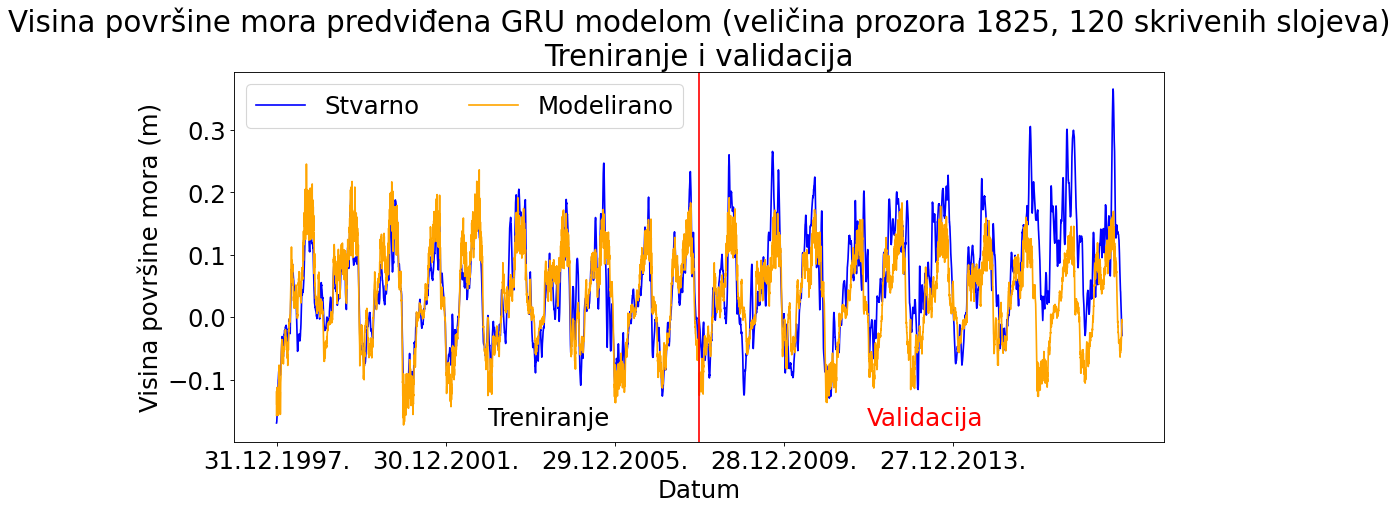 Visina površine mora predviđena GRU modelom (veličina prozora 1825, 120 skrivenih slojeva)
Treniranje i validacija
Stvarno
Modelirano
Visina površine mora (m)
0.3
0.2
0.1
0.0
−0.1
Treniranje
Validacija
31.12.1997.
30.12.2001.
29.12.2005.
28.12.2009.
27.12.2013.
Datum